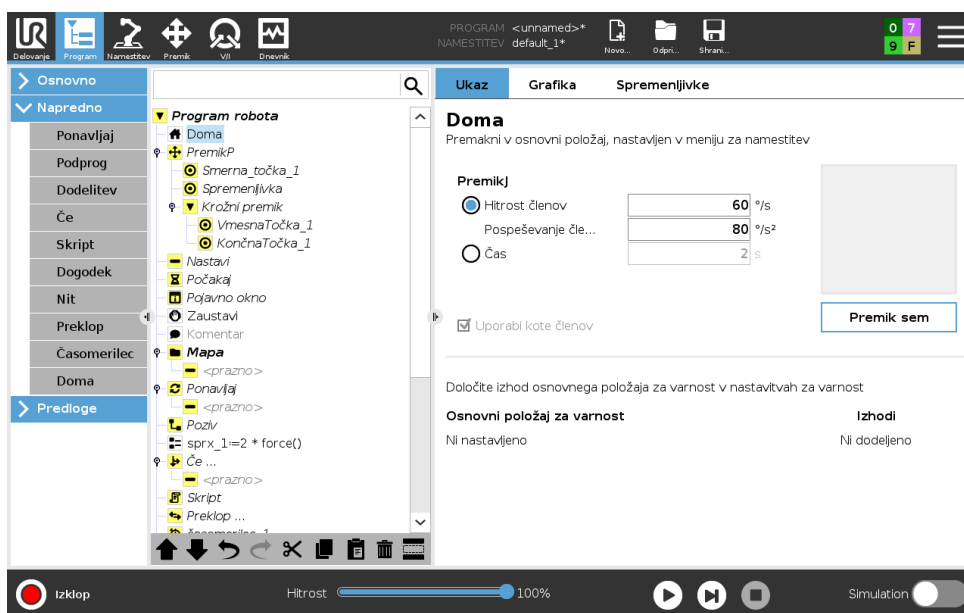 UR
PROGRAM <unnamed>*
NAMESTITEV default_1*
Delovanje Program Namestitev Premik V/I Dnevnik Novo... Odpri... Shrani...
0 7
9 F
Osnovno
Napredno
Ponavljaj
Podprog
Dodelitev
Če
Skript
Dogodek
Nit
Preklop
Časomerilec
Doma
Predloge
Program robota
Doma
PremikP
Smerna_točka_1
Spremenljivka
Krožni premik
VmesnaTočka_1
KončnaTočka_1
Nastavi
Počakaj
Pojavno okno
Zaustavi
Komentar
Mapa
<prazno>
Ponavljaj
<prazno>
Poziv
sprx_1:=2 * force()
Če ...
<prazno>
Skript
Preklop ...
Ukaz Grafika Spremenljivke
Doma
Premakni v osnovni položaj, nastavljen v meniju za namestitev
PremikJ
Hitrost členov 60 °/s
Pospeševanje čle... 80 °/s²
Čas 2 s
Premik sem
Uporabi kote členov
Določite izhod osnovnega položaja za varnost v nastavitvah za varnost
Osnovni položaj za varnost Izhodi
Ni nastavljeno Ni dodeljeno
Izklop Hitrost 100% Simulation